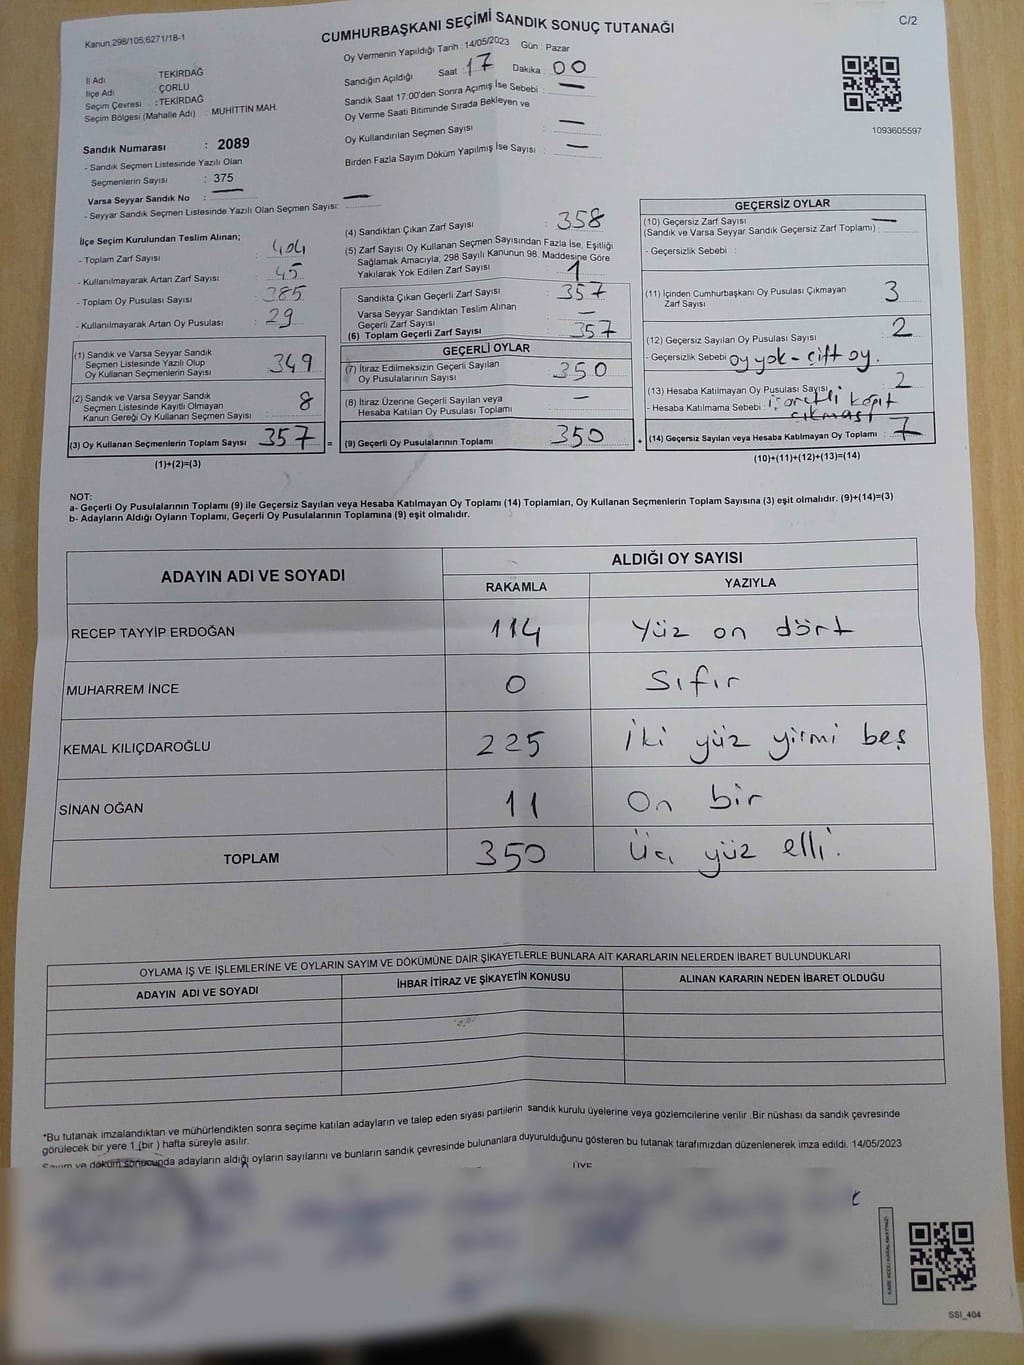 Kanun;298/105;6271/18-1
C/2
CUMHURBAŞKANI SEÇİMİ SANDIK SONUÇ TUTANAĞI
İl Adı : TEKİRDAĞ
İlçe Adı : ÇORLU
Seçim Çevresi : TEKİRDAĞ
Seçim Bölgesi (Mahalle Adı) : MUHİTTİN MAH.
Sandık Numarası : 2089
- Sandık Seçmen Listesinde Yazılı Olan
Seçmenlerin Sayısı : 375
Varsa Seyyar Sandık No : —
- Seyyar Sandık Seçmen Listesinde Yazılı Olan Seçmen Sayısı: —
Oy Vermenin Yapıldığı Tarih : 14/05/2023 Gün : Pazar
Sandığın Açıldığı Saat : 17 Dakika 00
Sandık Saat 17:00'den Sonra Açımış İse Sebebi : —
Oy Verme Saati Bitiminde Sırada Bekleyen ve
Oy Kullandırılan Seçmen Sayısı : —
Birden Fazla Sayım Döküm Yapılmış İse Sayısı : —
1093605597
İlçe Seçim Kurulundan Teslim Alınan;
- Toplam Zarf Sayısı : 404
- Kullanılmayarak Artan Zarf Sayısı : 45
- Toplam Oy Pusulası Sayısı : 385
- Kullanılmayarak Artan Oy Pusulası : 29
(1) Sandık ve Varsa Seyyar Sandık
Seçmen Listesinde Yazılı Olup
Oy Kullanan Seçmenlerin Sayısı : 349
(2) Sandık ve Varsa Seyyar Sandık
Seçmen Listesinde Kayıtlı Olmayan
Kanun Gereği Oy Kullanan Seçmen Sayısı : 8
(3) Oy Kullanan Seçmenlerin Toplam Sayısı : 357 =
(1)+(2)=(3)
(4) Sandıktan Çıkan Zarf Sayısı : 358
(5) Zarf Sayısı Oy Kullanan Seçmen Sayısından Fazla İse, Eşitliği
Sağlamak Amacıyla; 298 Sayılı Kanunun 98. Maddesine Göre
Yakılarak Yok Edilen Zarf Sayısı : 1
Sandıkta Çıkan Geçerli Zarf Sayısı : 357
Varsa Seyyar Sandıktan Teslim Alınan
Geçerli Zarf Sayısı : —
(6) Toplam Geçerli Zarf Sayısı : 357
GEÇERLİ OYLAR
(7) İtiraz Edilmeksizin Geçerli Sayılan
Oy Pusulalarının Sayısı : 350
(8) İtiraz Üzerine Geçerli Sayılan veya
Hesaba Katılan Oy Pusulası Toplamı : —
(9) Geçerli Oy Pusulalarının Toplamı : 350 +
GEÇERSİZ OYLAR
(10) Geçersiz Zarf Sayısı
(Sandık ve Varsa Seyyar Sandık Geçersiz Zarf Toplamı) : —
- Geçersizlik Sebebi :
(11) İçinden Cumhurbaşkanı Oy Pusulası Çıkmayan
Zarf Sayısı : 3
(12) Geçersiz Sayılan Oy Pusulası Sayısı : 2
- Geçersizlik Sebebi : oy yok - çift oy.
(13) Hesaba Katılmayan Oy Pusulası Sayısı : 2
- Hesaba Katılmama Sebebi : işaretli kağıt
çıkması
(14) Geçersiz Sayılan veya Hesaba Katılmayan Oy Toplamı : 7
(10)+(11)+(12)+(13)=(14)
NOT:
a- Geçerli Oy Pusulalarının Toplamı (9) ile Geçersiz Sayılan veya Hesaba Katılmayan Oy Toplamı (14) Toplamları, Oy Kullanan Seçmenlerin Toplam Sayısına (3) eşit olmalıdır. (9)+(14)=(3)
b- Adayların Aldığı Oyların Toplamı, Geçerli Oy Pusulalarının Toplamına (9) eşit olmalıdır.
ADAYIN ADI VE SOYADI
ALDIĞI OY SAYISI
RAKAMLA YAZIYLA
RECEP TAYYİP ERDOĞAN 114 Yüz on dört
MUHARREM İNCE 0 Sıfır
KEMAL KILIÇDAROĞLU 225 İki yüz yirmi beş
SİNAN OĞAN 11 On bir
TOPLAM 350 Üç yüz elli.
OYLAMA İŞ VE İŞLEMLERİNE VE OYLARIN SAYIM VE DÖKÜMÜNE DAİR ŞİKAYETLERLE BUNLARA AİT KARARLARIN NELERDEN İBARET BULUNDUKLARI
ADAYIN ADI VE SOYADI İHBAR İTİRAZ VE ŞİKAYETİN KONUSU ALINAN KARARIN NEDEN İBARET OLDUĞU
*Bu tutanak imzalandıktan ve mühürlendikten sonra seçime katılan adayların ve talep eden siyasi partilerin sandık kurulu üyelerine veya gözlemcilerine verilir .Bir nüshası da sandık çevresinde
görülecek bir yere 1 (bir ) hafta süreyle asılır.
Sayım ve döküm sonucunda adayların aldığı oyların sayılarını ve bunların sandık çevresinde bulunanlara duyurulduğunu gösteren bu tutanak tarafımızdan düzenlenerek imza edildi. 14/05/2023
ÜYE
SSI_404